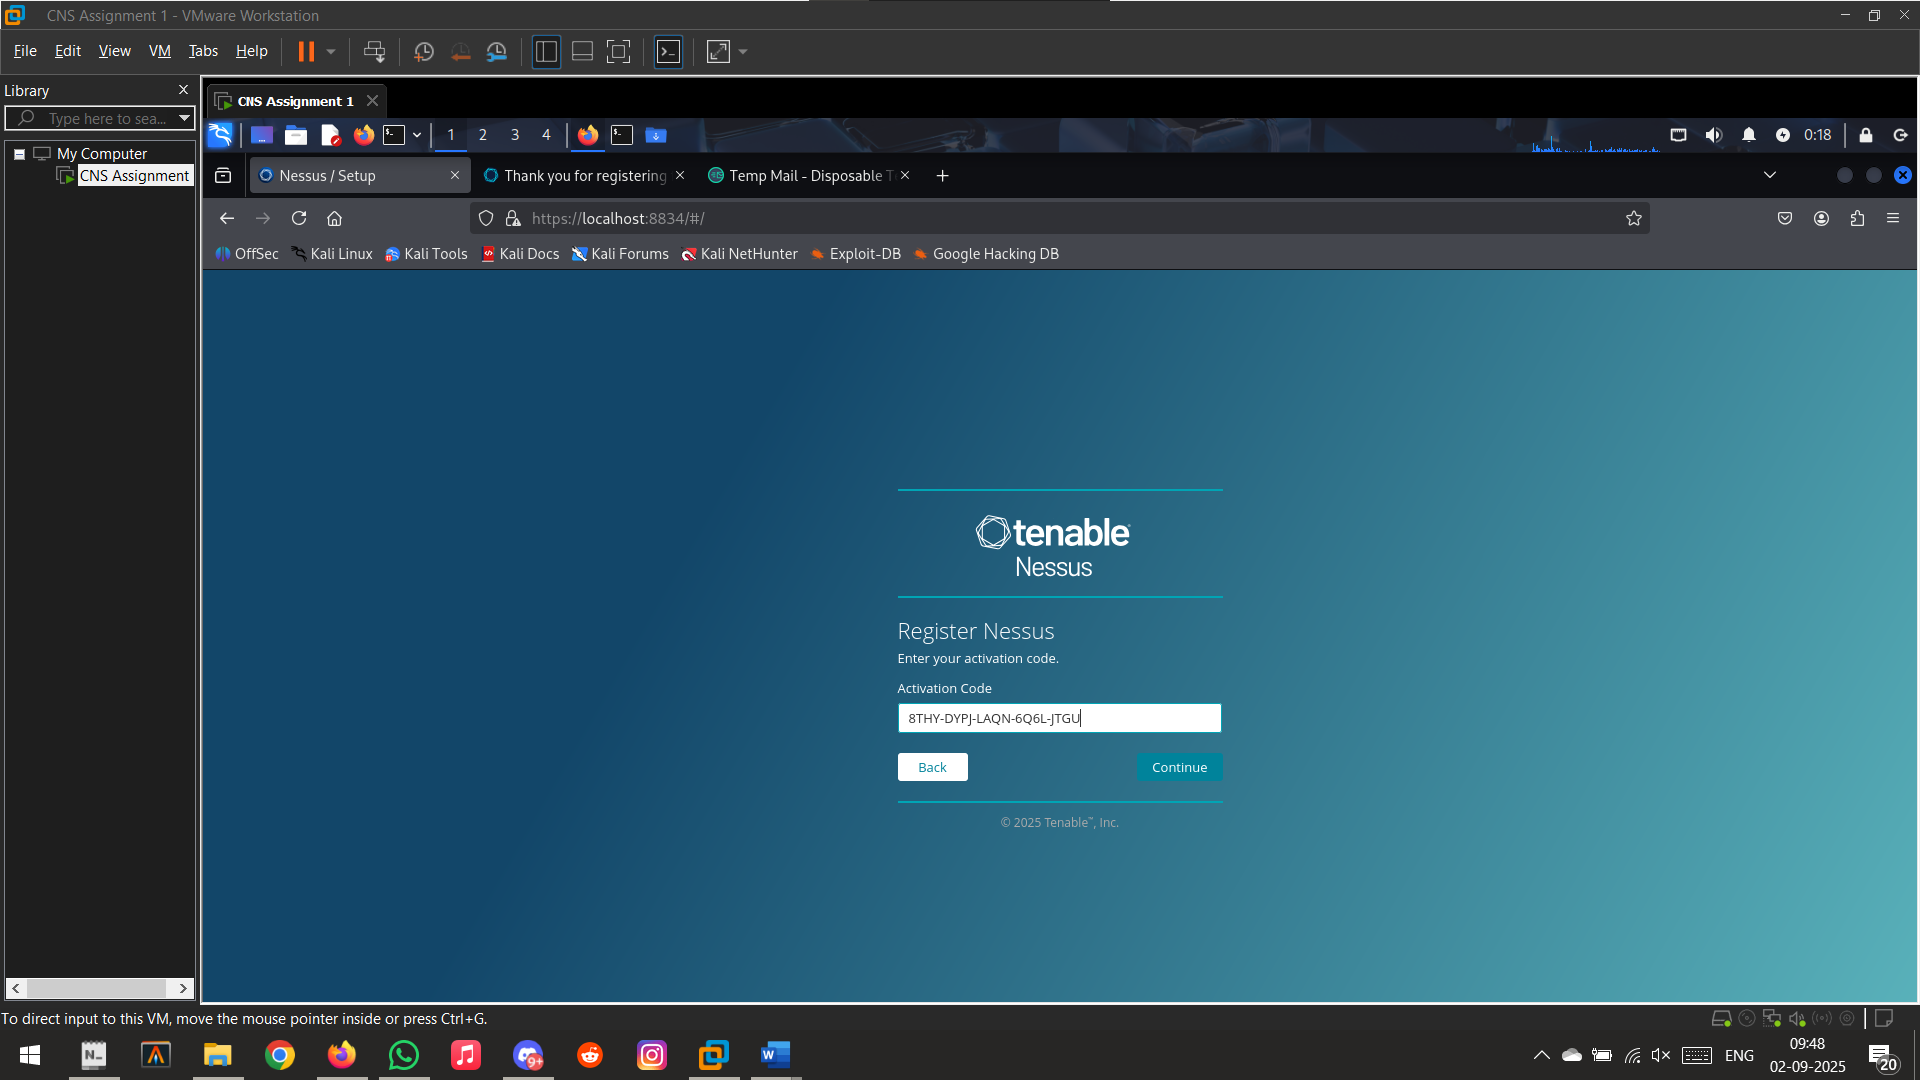 CNS Assignment 1 - VMware Workstation
File Edit View VM Tabs Help
Library
Type here to sea...
My Computer
CNS Assignment
CNS Assignment 1
1 2 3 4
0:18
Nessus / Setup
Thank you for registering
Temp Mail - Disposable T
https://localhost:8834/#/
OffSec
Kali Linux
Kali Tools
Kali Docs
Kali Forums
Kali NetHunter
Exploit-DB
Google Hacking DB
tenable
Nessus
Register Nessus
Enter your activation code.
Activation Code
8THY-DYPJ-LAQN-6Q6L-JTGU
Back
Continue
© 2025 Tenable™, Inc.
To direct input to this VM, move the mouse pointer inside or press Ctrl+G.
9+
ENG
09:48
02-09-2025
20